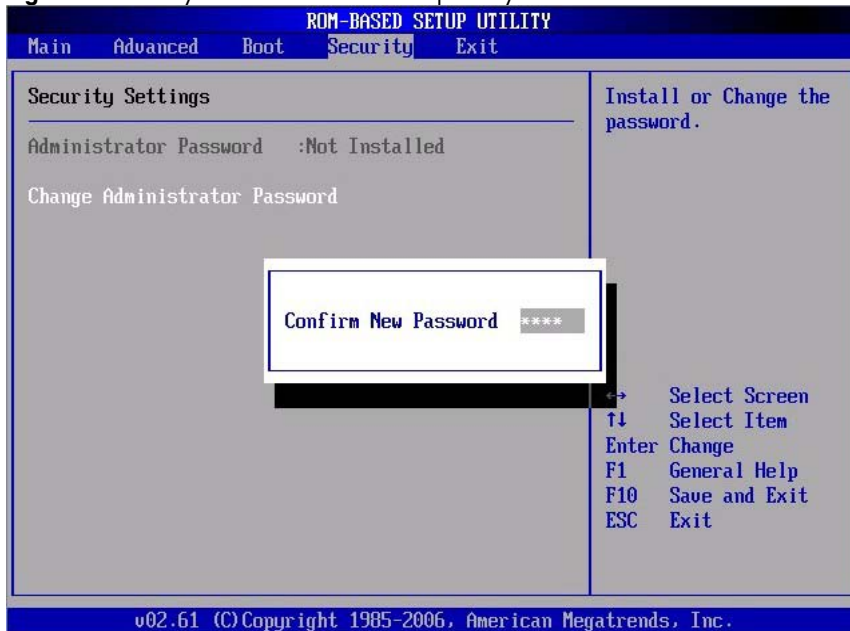 ROM-BASED SETUP UTILITY
Main Advanced Boot Security Exit
Security Settings
Administrator Password :Not Installed
Change Administrator Password
Install or Change the
password.
Confirm New Password ****
↔ Select Screen
↑↓ Select Item
Enter Change
F1 General Help
F10 Save and Exit
ESC Exit
v02.61 (C)Copyright 1985-2006, American Megatrends, Inc.